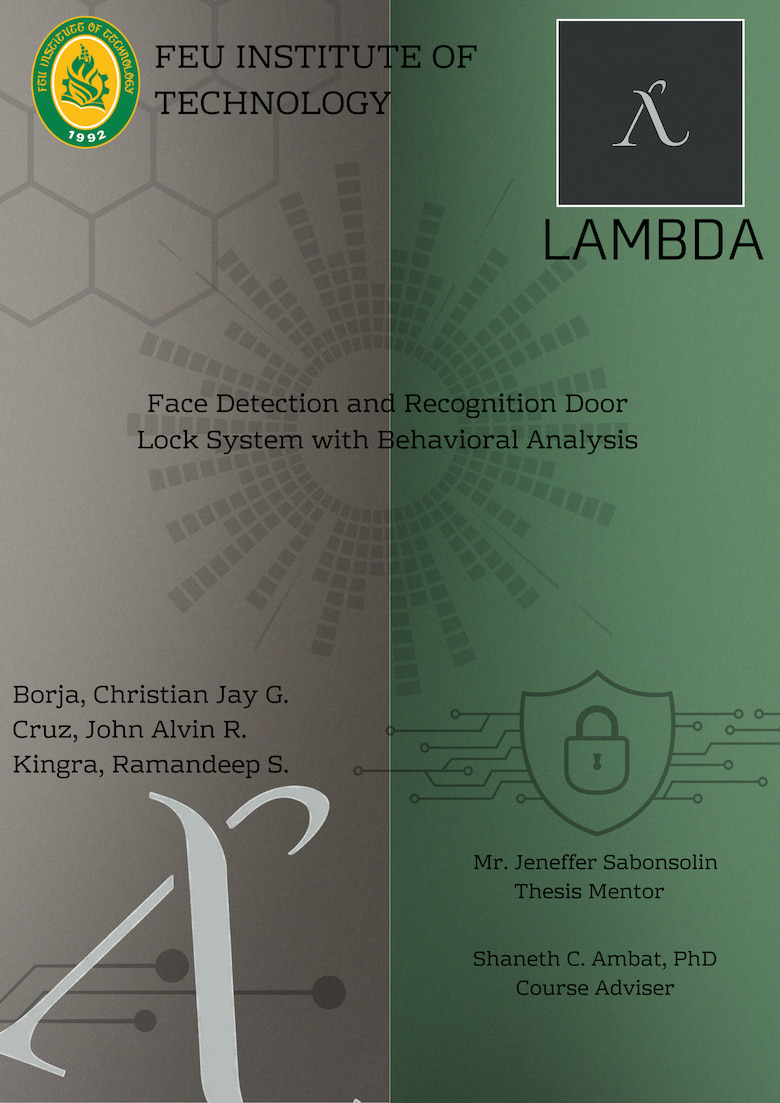 FEU INSTITUTE OF TECHNOLOGY
1992
FEU INSTITUTE OF
TECHNOLOGY
LAMBDA
Face Detection and Recognition Door
Lock System with Behavioral Analysis
Borja, Christian Jay G.
Cruz, John Alvin R.
Kingra, Ramandeep S.
Mr. Jeneffer Sabonsolin
Thesis Mentor
Shaneth C. Ambat, PhD
Course Adviser